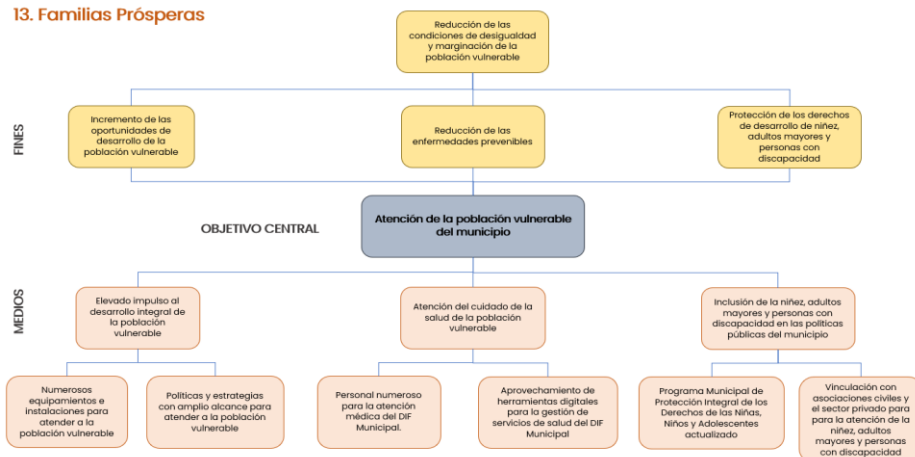 13. Familias Prósperas
Reducción de las
condiciones de desigualdad
y marginación de la
población vulnerable
FINES
Incremento de las
oportunidades de
desarrollo de la
población vulnerable
Reducción de las
enfermedades prevenibles
Protección de los derechos
de desarrollo de niñez,
adultos mayores y
personas con
discapacidad
OBJETIVO CENTRAL
Atención de la población vulnerable
del municipio
MEDIOS
Elevado impulso al
desarrollo integral de
la población
vulnerable
Atención del cuidado de la
salud de la población
vulnerable
Inclusión de la niñez, adultos
mayores y personas con
discapacidad en las políticas
públicas del municipio
Numerosos
equipamientos e
instalaciones para
atender a la
población vulnerable
Políticas y estrategias
con amplio alcance para
atender a la población
vulnerable
Personal numeroso
para la atención
médica del DIF
Municipal.
Aprovechamiento de
herramientas digitales
para la gestión de
servicios de salud del DIF
Municipal
Programa Municipal de
Protección Integral de los
Derechos de las Niñas,
Niños y Adolescentes
actualizado
Vinculación con
asociaciones civiles y
el sector privado para
para la atención de la
niñez, adultos
mayores y personas
con discapacidad